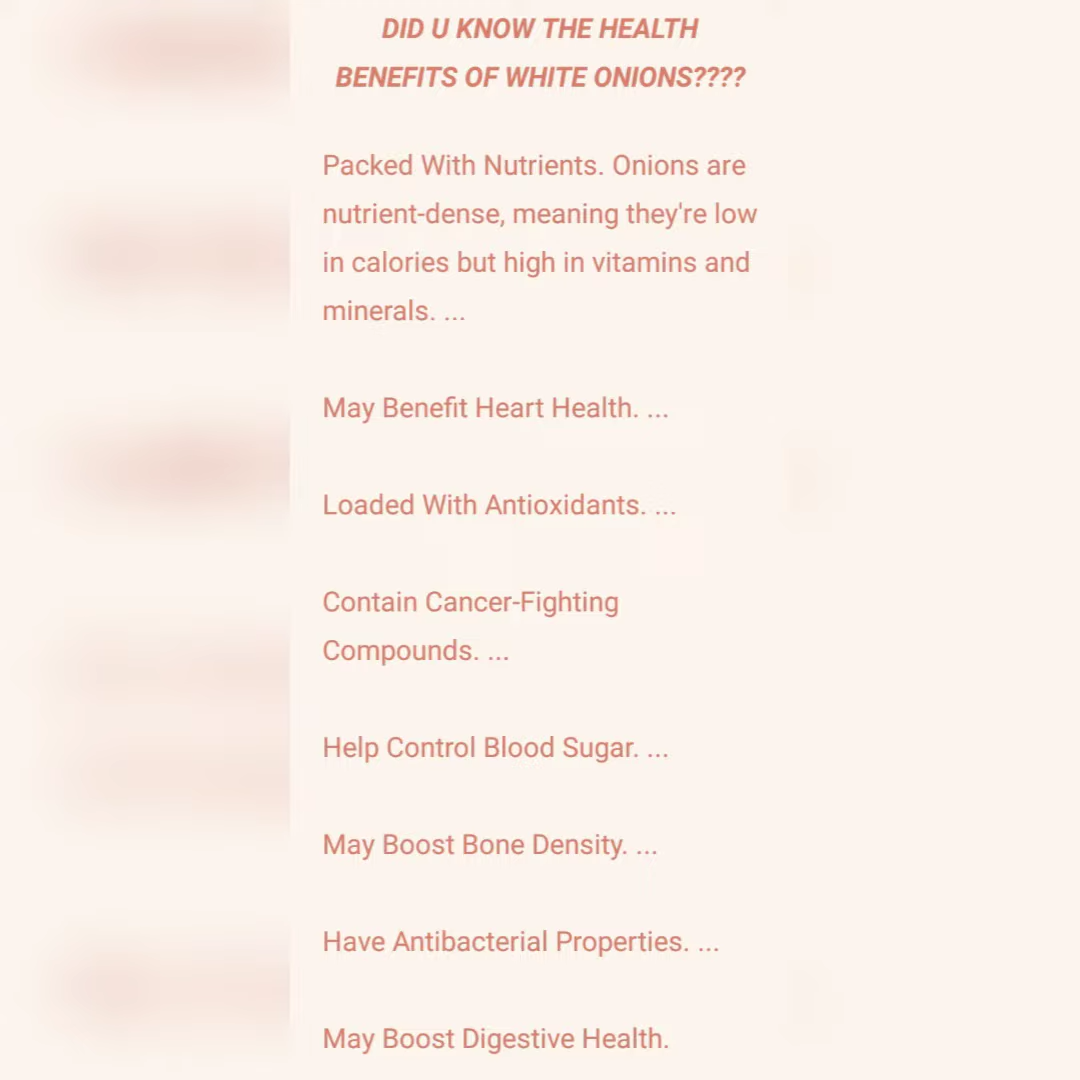 DID U KNOW THE HEALTH
BENEFITS OF WHITE ONIONS????
Packed With Nutrients. Onions are
nutrient-dense, meaning they're low
in calories but high in vitamins and
minerals. ...
May Benefit Heart Health. ...
Loaded With Antioxidants. ...
Contain Cancer-Fighting
Compounds. ...
Help Control Blood Sugar. ...
May Boost Bone Density. ...
Have Antibacterial Properties. ...
May Boost Digestive Health.